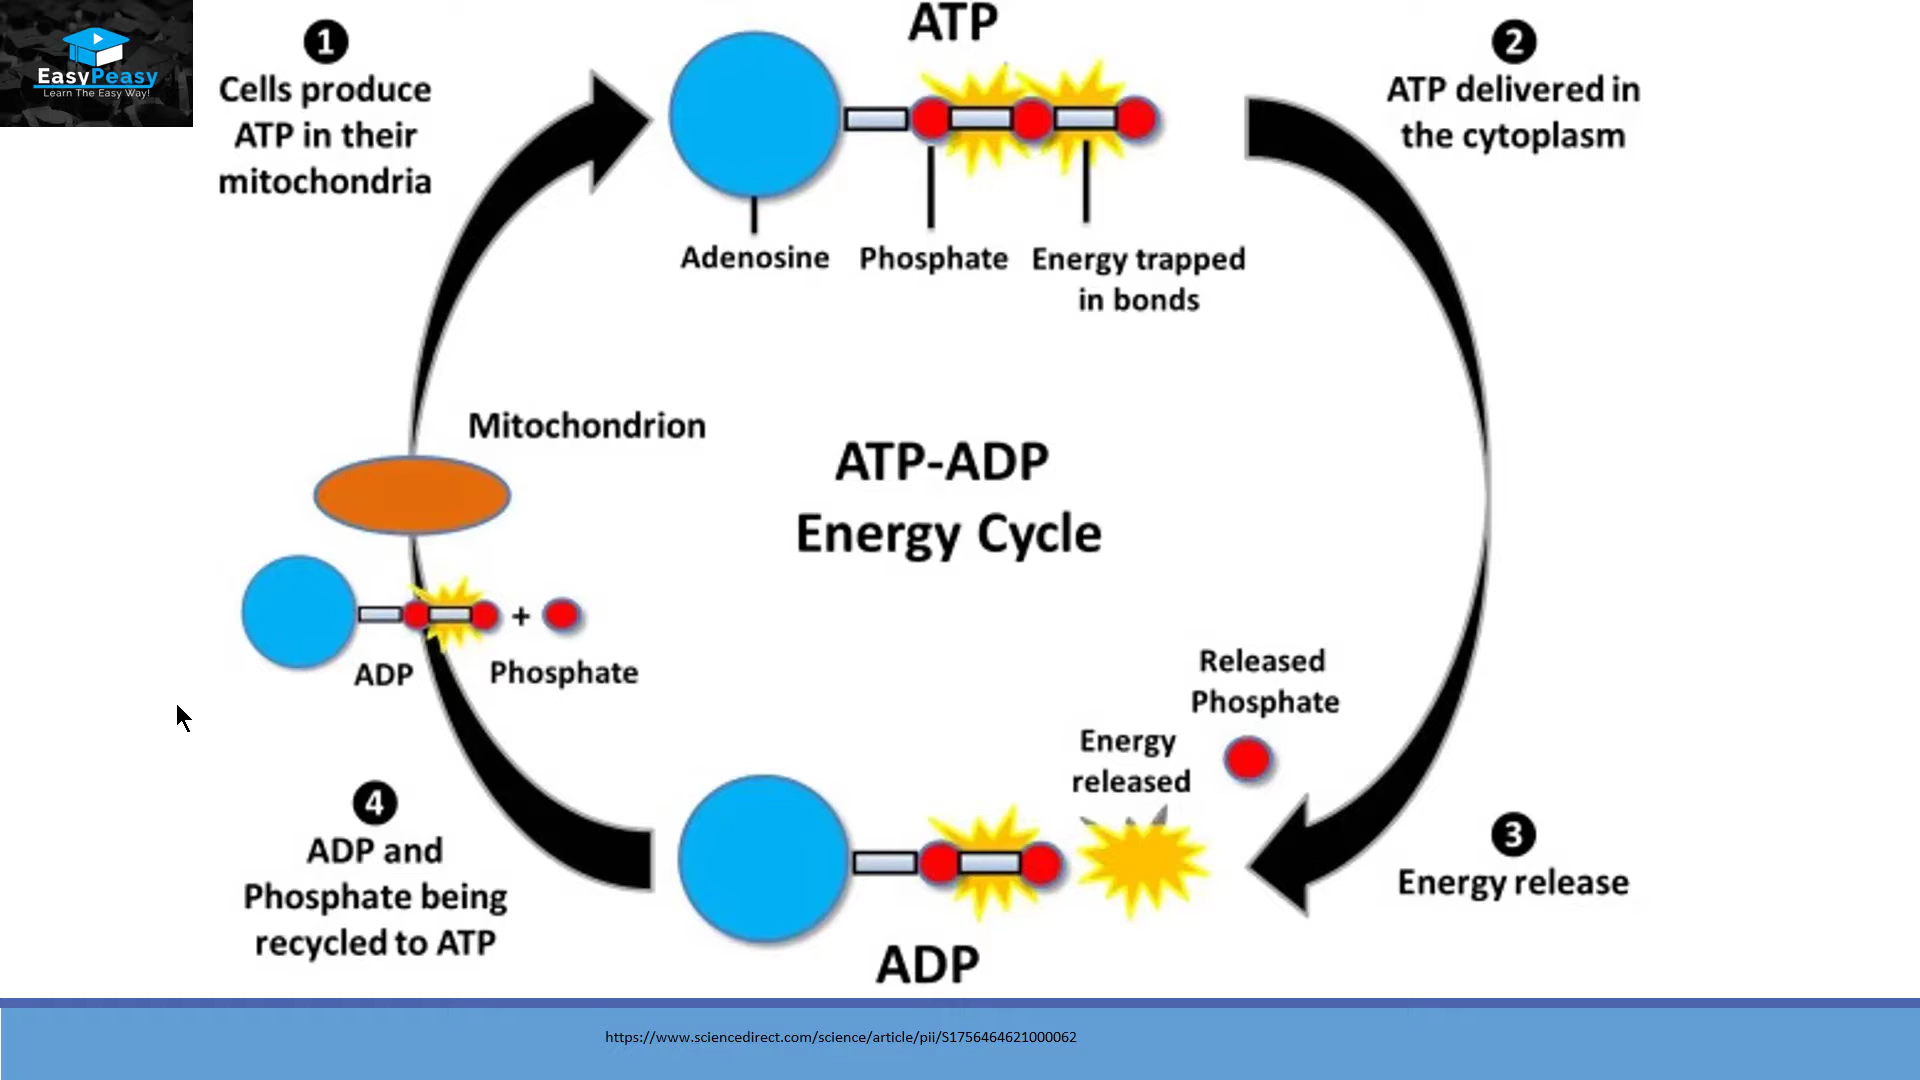 EasyPeasy
Learn The Easy Way!
1
Cells produce
ATP in their
mitochondria
ATP
2
ATP delivered in
the cytoplasm
Adenosine
Phosphate
Energy trapped
in bonds
Mitochondrion
ATP-ADP
Energy Cycle
+
ADP
Phosphate
Released
Phosphate
Energy
released
4
ADP and
Phosphate being
recycled to ATP
3
Energy release
ADP
https://www.sciencedirect.com/science/article/pii/S1756464621000062